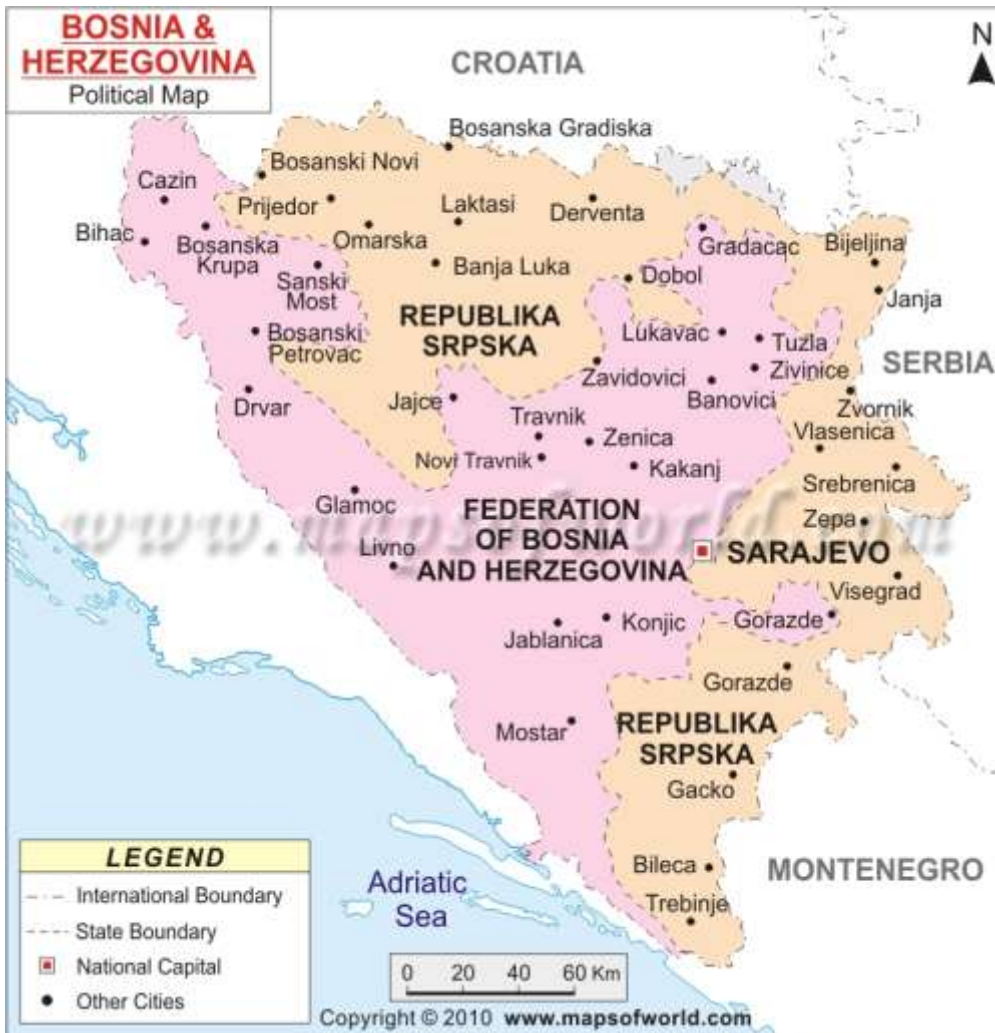 BOSNIA &
HERZEGOVINA
Political Map
N
CROATIA
Bosanska Gradiska
Bosanski Novi
Cazin
Prijedor
Laktasi
Derventa
Bihac
Bosanska
Krupa
Omarska
Gradacac
Bijeljina
Sanski
Most
Banja Luka
Dobol
Janja
REPUBLIKA
SRPSKA
Bosanski
Petrovac
Lukavac
Tuzla
SERBIA
Zavidovici
Zivinice
Drvar
Jajce
Banovici
Zvornik
Travnik
Zenica
Vlasenica
Novi Travnik
Kakanj
Srebrenica
Glamoc
FEDERATION
OF BOSNIA
AND HERZEGOVINA
www.mapsofworld.com
Zepa
Livno
SARAJEVO
Visegrad
Gorazde
Jablanica
Konjic
Gorazde
Mostar
REPUBLIKA
SRPSKA
Gacko
Bileca
MONTENEGRO
Trebinje
Adriatic
Sea
LEGEND
International Boundary
State Boundary
National Capital
Other Cities
0 20 40 60 Km
Copyright © 2010 www.mapsofworld.com